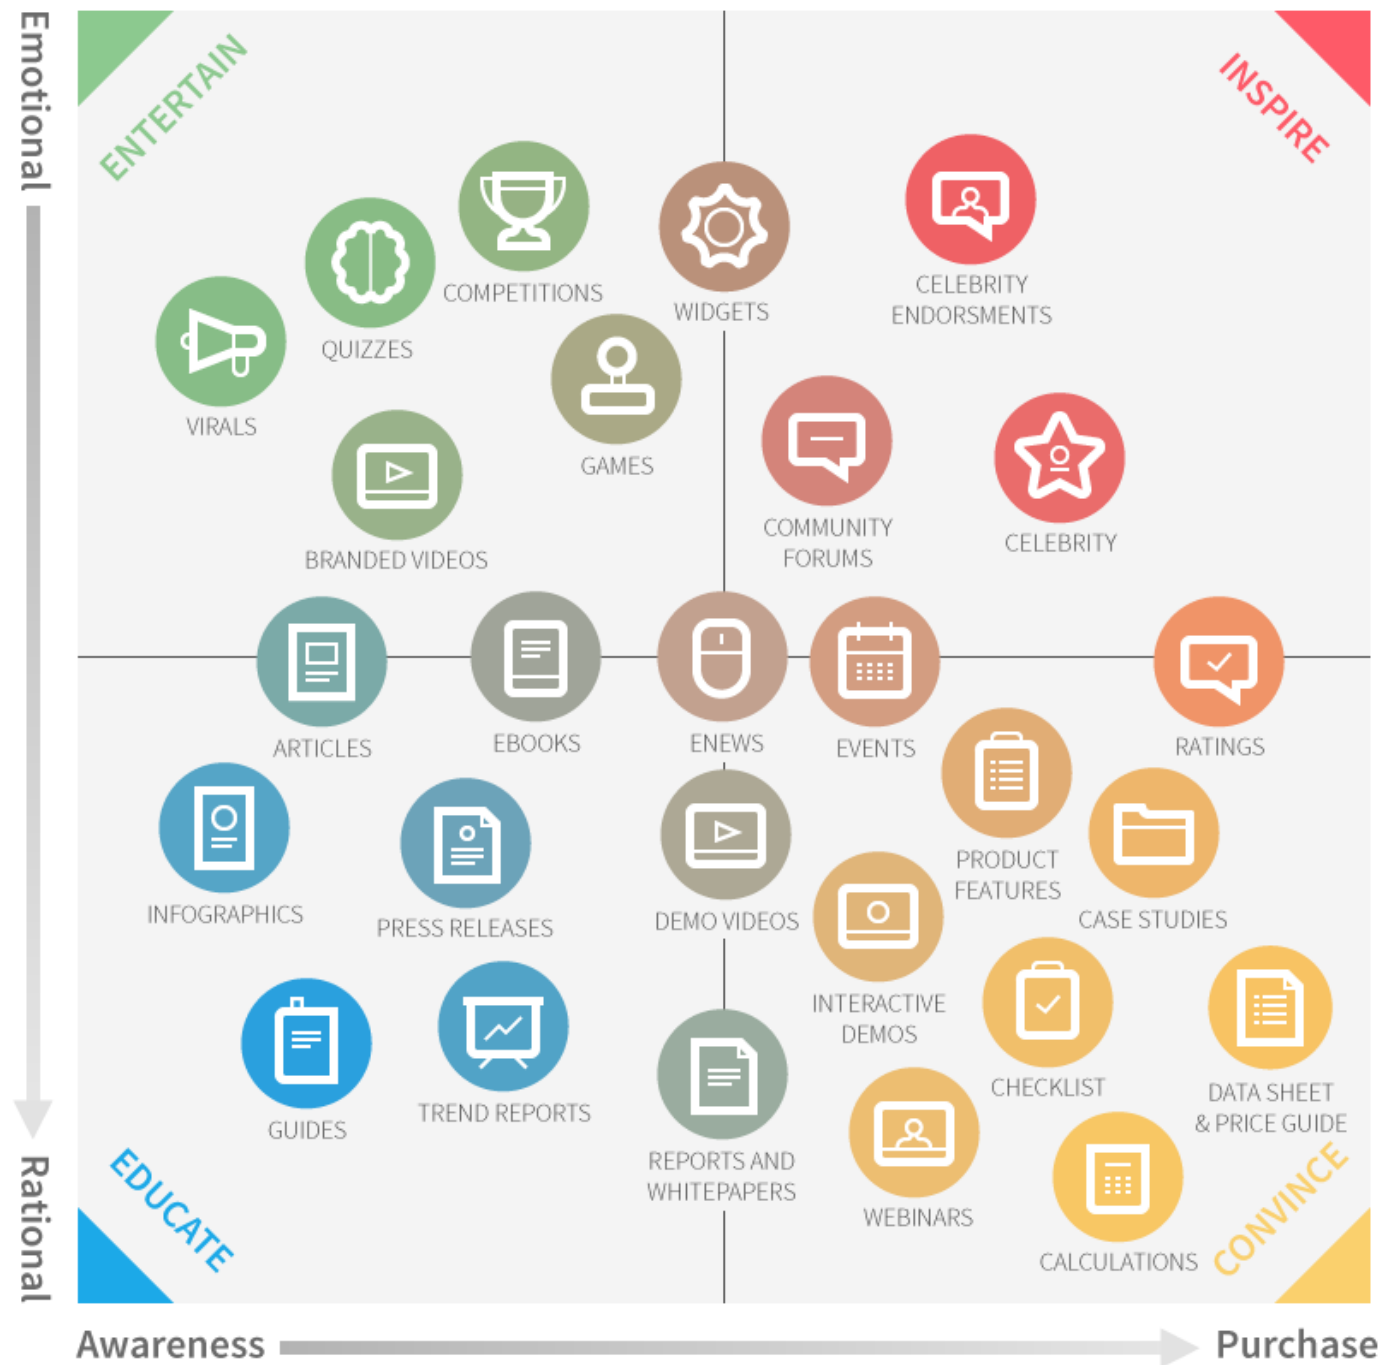 Emotional
ENTERTAIN
INSPIRE
COMPETITIONS
WIDGETS
CELEBRITY
ENDORSMENTS
QUIZZES
VIRALS
GAMES
BRANDED VIDEOS
COMMUNITY
FORUMS
CELEBRITY
ARTICLES
EBOOKS
ENEWS
EVENTS
RATINGS
INFOGRAPHICS
PRESS RELEASES
DEMO VIDEOS
PRODUCT
FEATURES
CASE STUDIES
INTERACTIVE
DEMOS
GUIDES
TREND REPORTS
CHECKLIST
DATA SHEET
& PRICE GUIDE
REPORTS AND
WHITEPAPERS
WEBINARS
CALCULATIONS
EDUCATE
CONVINCE
Rational
Awareness
Purchase